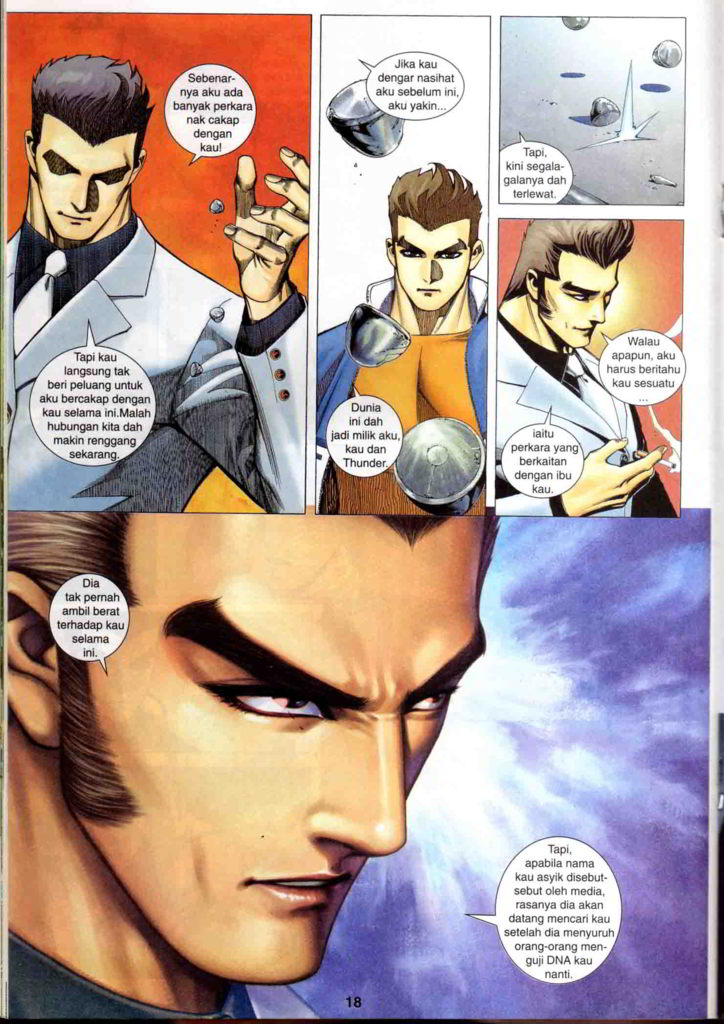 Sebenar-
nya aku ada
banyak perkara
nak cakap
dengan
kau!
Tapi kau
langsung tak
beri peluang untuk
aku bercakap dengan
kau selama ini.Malah
hubungan kita dah
makin renggang
sekarang.
Jika kau
dengar nasihat
aku sebelum ini,
aku yakin...
Dunia
ini dah
jadi milik aku,
kau dan
Thunder.
Tapi,
kini segala-
galanya dah
terlewat.
Walau
apapun, aku
harus beritahu
kau sesuatu
...
iaitu
perkara yang
berkaitan
dengan ibu
kau.
Dia
tak pernah
ambil berat
terhadap kau
selama
ini.
Tapi,
apabila nama
kau asyik disebut-
sebut oleh media,
rasanya dia akan
datang mencari kau
setelah dia menyuruh
orang-orang men-
guji DNA kau
nanti.
18